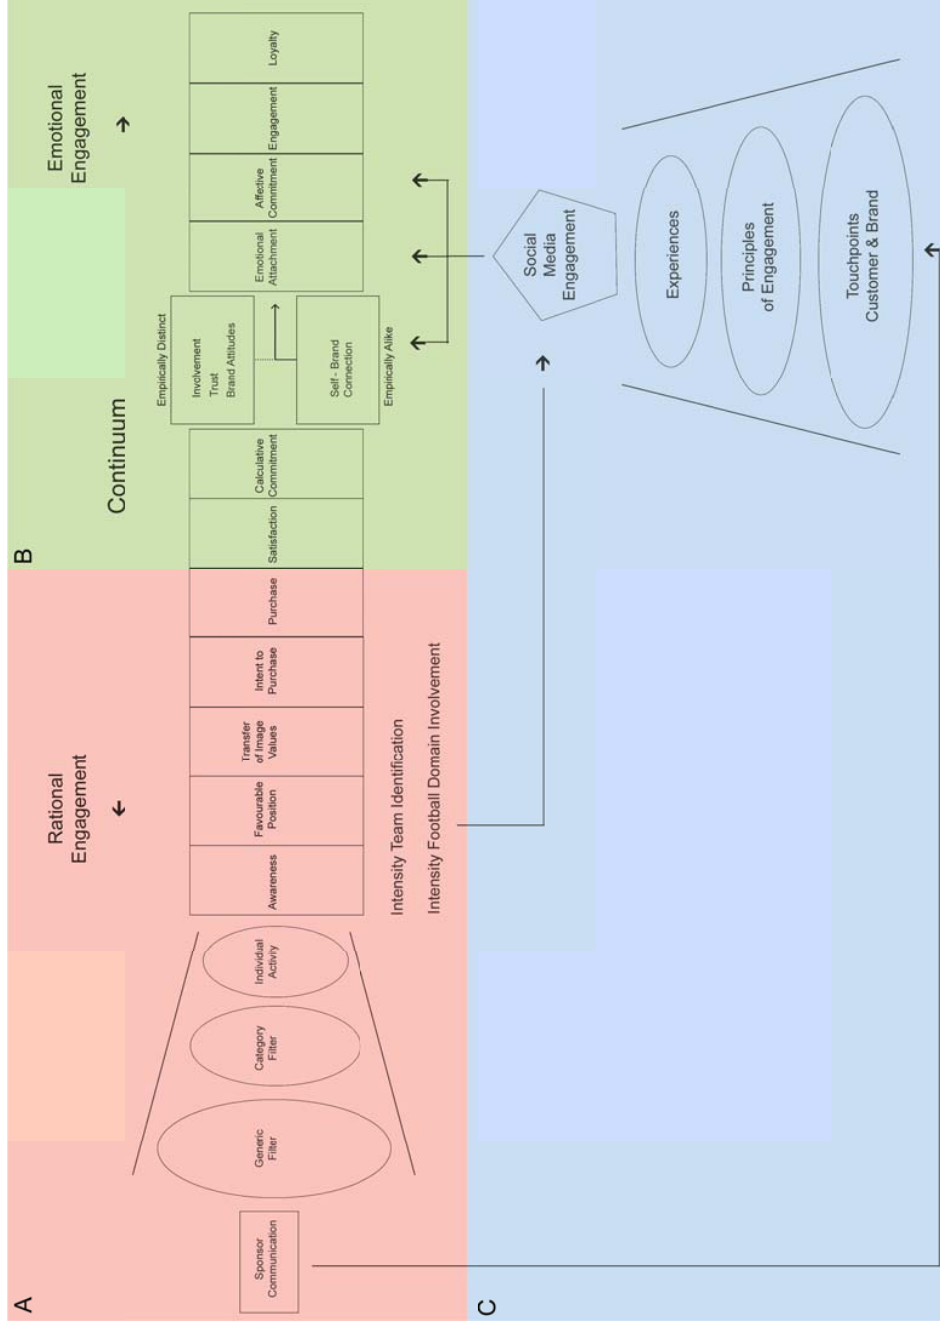 A
B
Rational
Engagement
Continuum
Emotional
Engagement
Sponsor
Communication
Generic
Filter
Category
Filter
Individual
Activiy
Awareness
Favourable
Position
Transfer
of Image
Values
Intent to
Purchase
Purchase
Satisfaction
Calculative
Commitment
Empirically Distinct
Involvement
Trust
Brand Attitudes
Self - Brand
Connection
Empirically Alike
Emotional
Attachment
Affective
Commitment
Engagement
Loyalty
Intensity Team Identification
Intensity Football Domain Involvement
C
Social
Media
Engagement
Experiences
Principles
of Engagement
Touchpoints
Customer & Brand